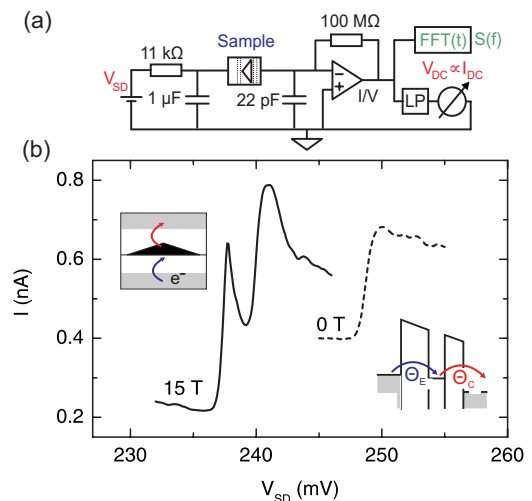 (a)
100 MΩ
11 kΩ
Sample
FFT(t)
S(f)
V_SD
1 µF
22 pF
−
+
I/V
V_DC ∝ I_DC
LP
(b)
0.8
0.6
0.4
0.2
I (nA)
e⁻
15 T
0 T
Θ_E
Θ_C
230
240
250
260
V_SD (mV)